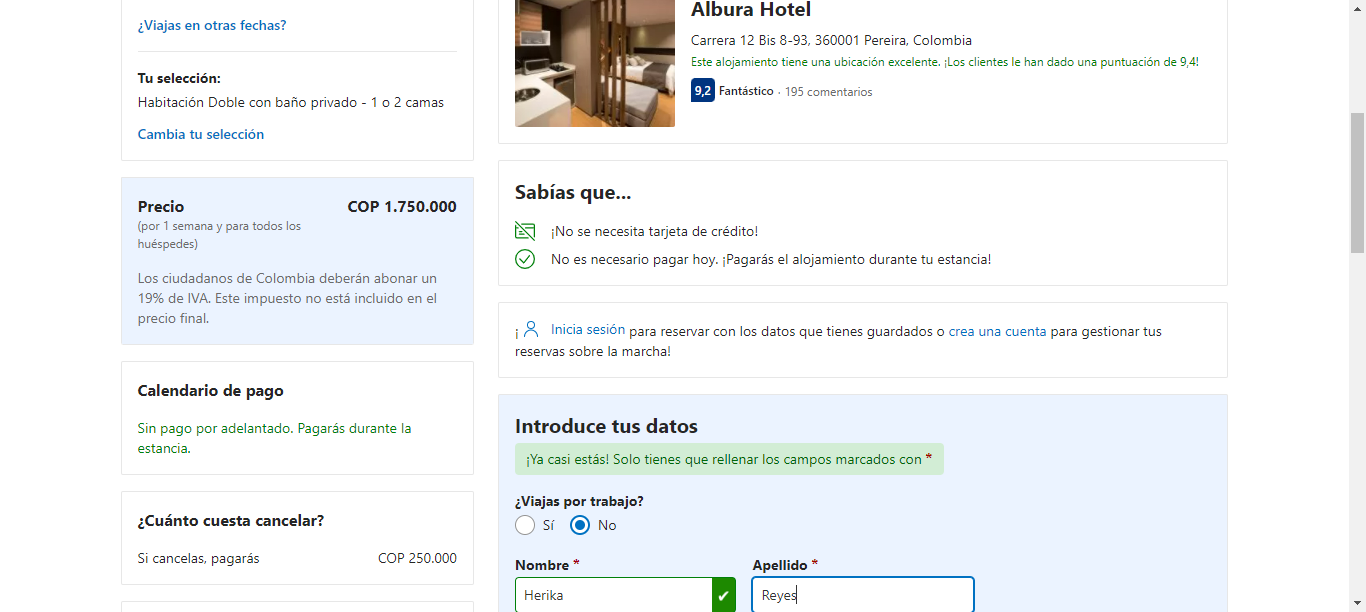 ¿Viajas en otras fechas?
Tu selección:
Habitación Doble con baño privado - 1 o 2 camas
Cambia tu selección
Precio COP 1.750.000
(por 1 semana y para todos los
huéspedes)
Los ciudadanos de Colombia deberán abonar un
19% de IVA. Este impuesto no está incluido en el
precio final.
Calendario de pago
Sin pago por adelantado. Pagarás durante la
estancia.
¿Cuánto cuesta cancelar?
Si cancelas, pagarás COP 250.000
Albura Hotel
Carrera 12 Bis 8-93, 360001 Pereira, Colombia
Este alojamiento tiene una ubicación excelente. ¡Los clientes le han dado una puntuación de 9,4!
9,2 Fantástico · 195 comentarios
Sabías que...
¡No se necesita tarjeta de crédito!
No es necesario pagar hoy. ¡Pagarás el alojamiento durante tu estancia!
¡ Inicia sesión para reservar con los datos que tienes guardados o crea una cuenta para gestionar tus
reservas sobre la marcha!
Introduce tus datos
¡Ya casi estás! Solo tienes que rellenar los campos marcados con *
¿Viajas por trabajo?
Sí No
Nombre * Apellido *
Herika Reyes